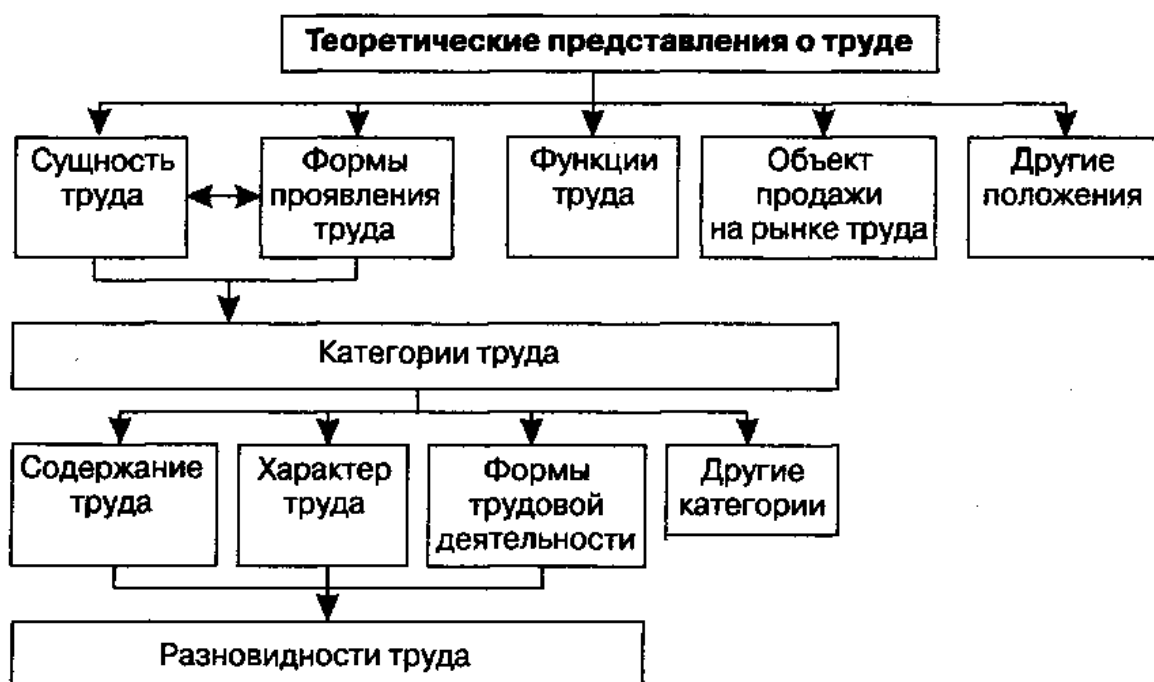 Теоретические представления о труде
Сущность
труда
Формы
проявления
труда
Функции
труда
Объект
продажи
на рынке труда
Другие
положения
Категории труда
Содержание
труда
Характер
труда
Формы
трудовой
деятельности
Другие
категории
Разновидности труда